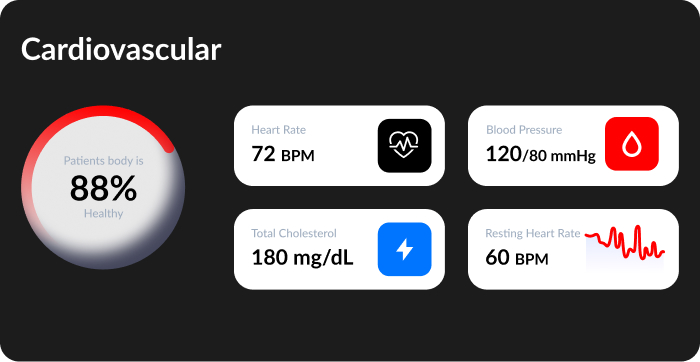 Cardiovascular
Patients body is
88%
Healthy
Heart Rate
72 BPM
Blood Pressure
120/80 mmHg
Total Cholesterol
180 mg/dL
Resting Heart Rate
60 BPM